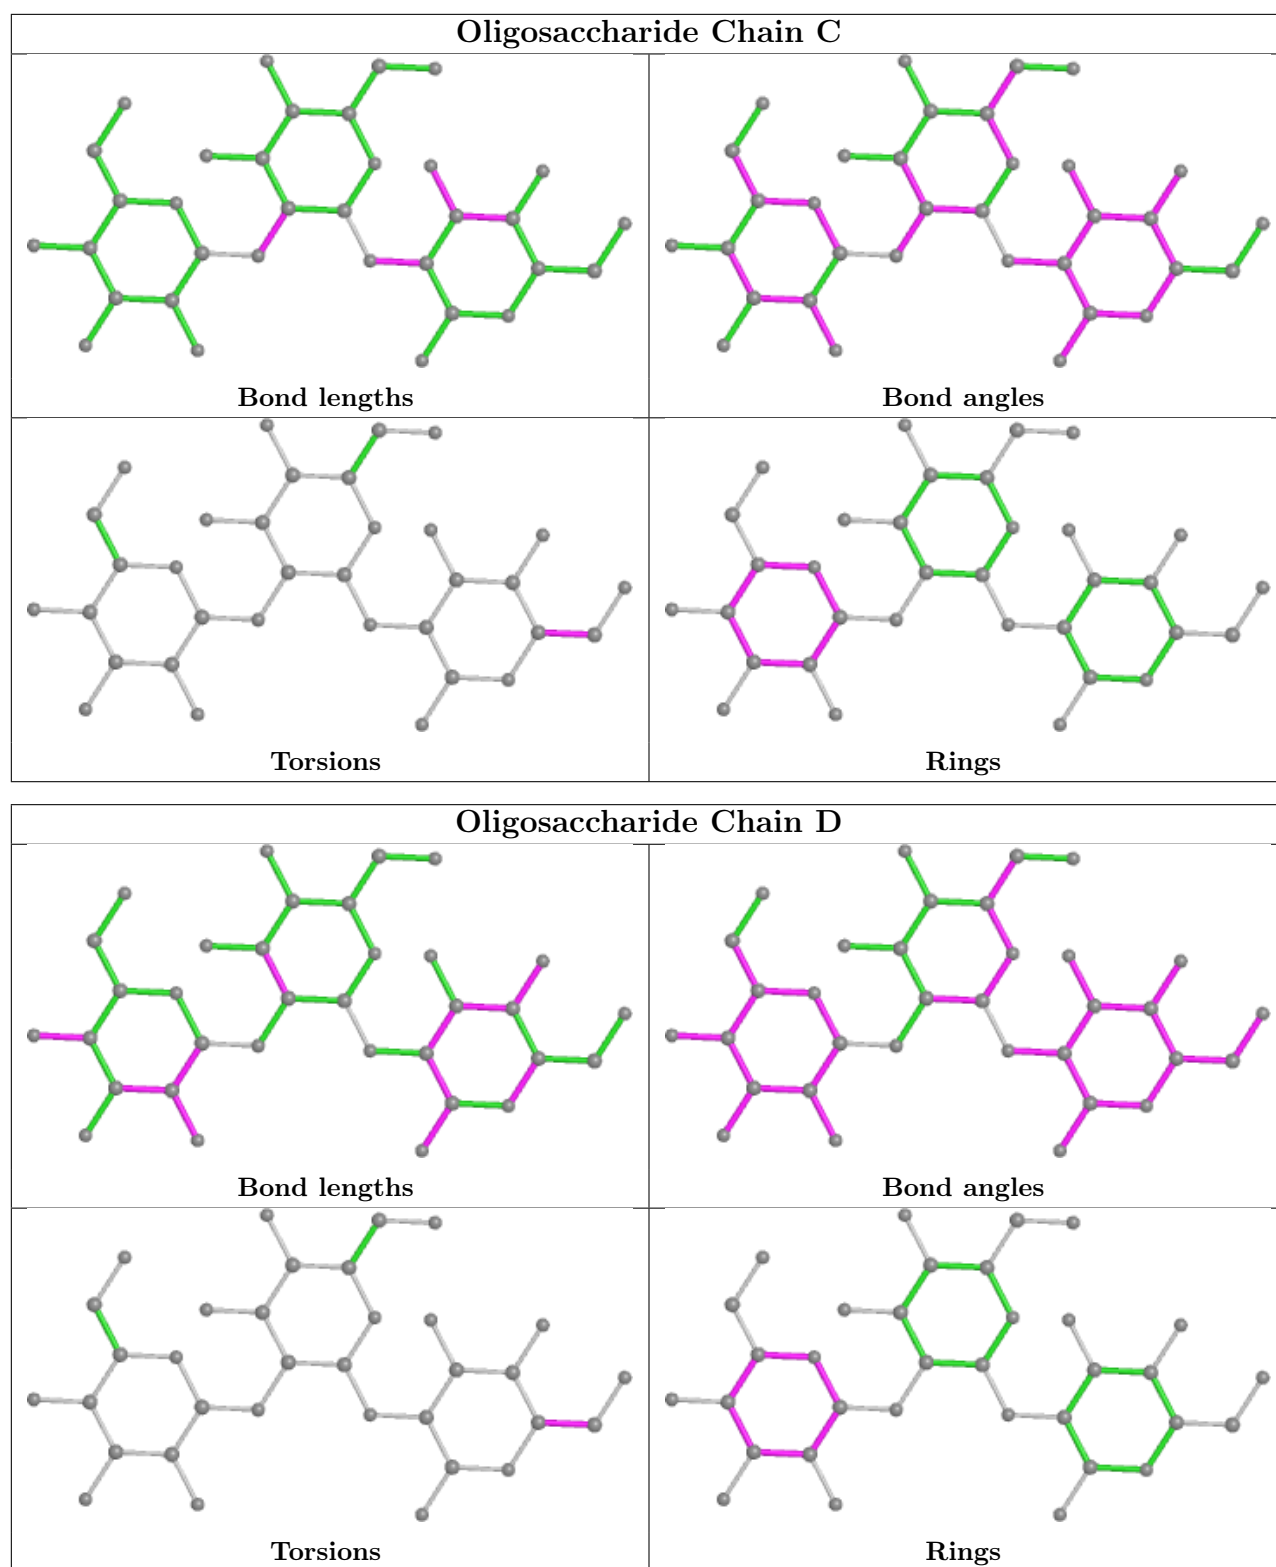 Oligosaccharide Chain C
Bond lengths
Bond angles
Torsions
Rings
Oligosaccharide Chain D
Bond lengths
Bond angles
Torsions
Rings